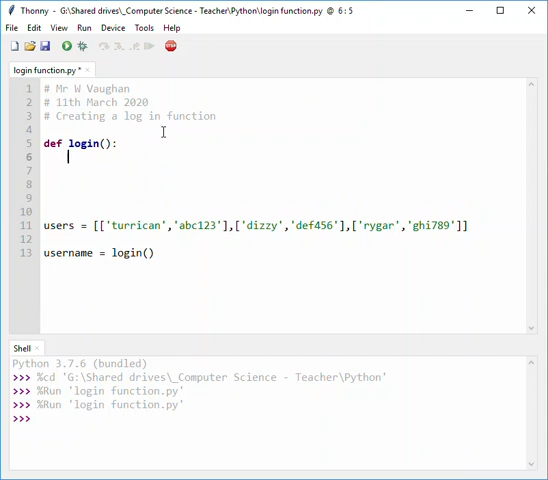 Thonny - G:\Shared drives\_Computer Science - Teacher\Python\login function.py @ 6 : 5
File Edit View Run Device Tools Help
STOP
login function.py *
1 # Mr W Vaughan
2 # 11th March 2020
3 # Creating a log in function
4
5 def login():
6
7
8
9
10
11 users = [['turrican','abc123'],['dizzy','def456'],['rygar','ghi789']]
12
13 username = login()
Shell
Python 3.7.6 (bundled)
>>> %cd 'G:\Shared drives\_Computer Science - Teacher\Python'
>>> %Run 'login function.py'
>>> %Run 'login function.py'
>>>